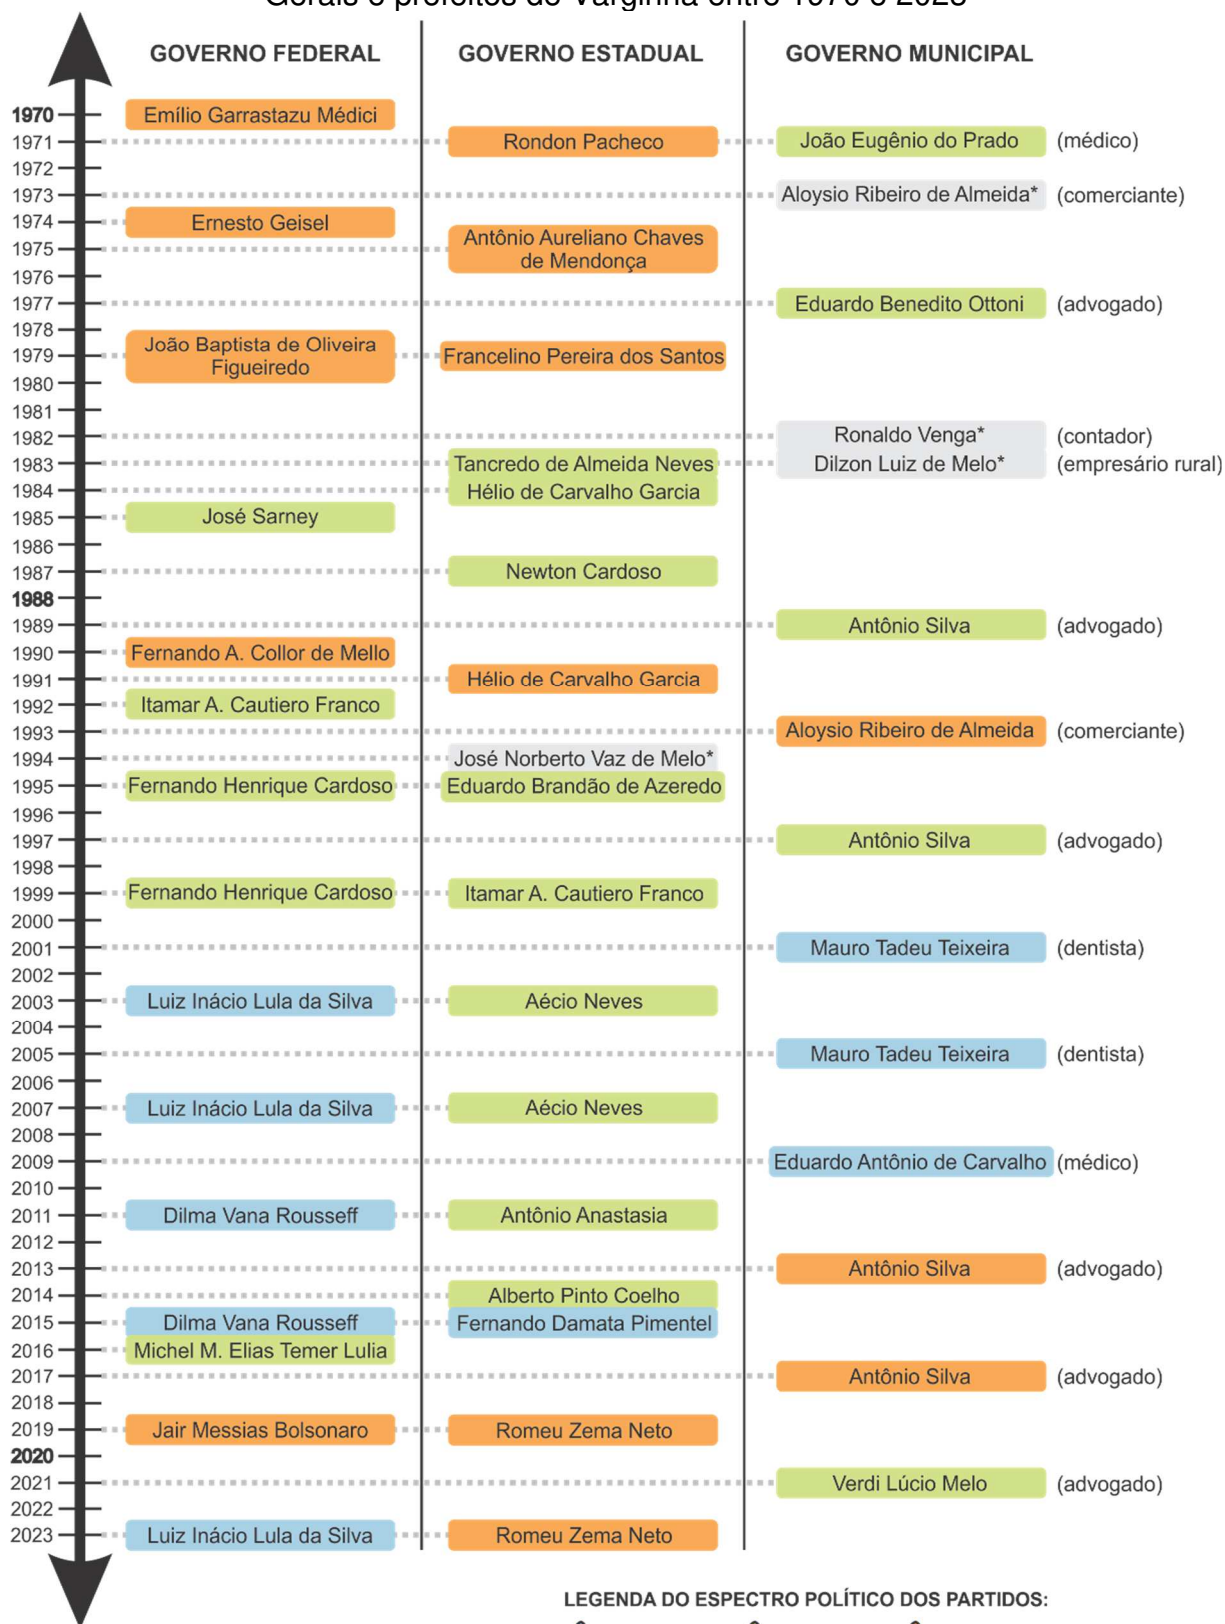 Gerais e prefeitos de Varginha entre 1970 e 2023
GOVERNO FEDERAL GOVERNO ESTADUAL GOVERNO MUNICIPAL
1970 Emílio Garrastazu Médici
1971 Rondon Pacheco João Eugênio do Prado (médico)
1972
1973 Aloysio Ribeiro de Almeida* (comerciante)
1974 Ernesto Geisel
1975 Antônio Aureliano Chaves
de Mendonça
1976
1977 Eduardo Benedito Ottoni (advogado)
1978
João Baptista de Oliveira
1979 Francelino Pereira dos Santos
Figueiredo
1980
1981
1982 Ronaldo Venga* (contador)
1983 Tancredo de Almeida Neves Dilzon Luiz de Melo* (empresário rural)
1984 Hélio de Carvalho Garcia
1985 José Sarney
1986
1987 Newton Cardoso
1988
1989 Antônio Silva (advogado)
1990 Fernando A. Collor de Mello
1991 Hélio de Carvalho Garcia
1992 Itamar A. Cautiero Franco
1993 Aloysio Ribeiro de Almeida (comerciante)
1994 José Norberto Vaz de Melo*
1995 Fernando Henrique Cardoso Eduardo Brandão de Azeredo
1996
1997 Antônio Silva (advogado)
1998
1999 Fernando Henrique Cardoso Itamar A. Cautiero Franco
2000
2001 Mauro Tadeu Teixeira (dentista)
2002
2003 Luiz Inácio Lula da Silva Aécio Neves
2004
2005 Mauro Tadeu Teixeira (dentista)
2006
2007 Luiz Inácio Lula da Silva Aécio Neves
2008
2009 Eduardo Antônio de Carvalho (médico)
2010
2011 Dilma Vana Rousseff Antônio Anastasia
2012
2013 Antônio Silva (advogado)
2014 Alberto Pinto Coelho
2015 Dilma Vana Rousseff Fernando Damata Pimentel
2016 Michel M. Elias Temer Lulia
2017 Antônio Silva (advogado)
2018
2019 Jair Messias Bolsonaro Romeu Zema Neto
2020
2021 Verdi Lúcio Melo (advogado)
2022
2023 Luiz Inácio Lula da Silva Romeu Zema Neto
LEGENDA DO ESPECTRO POLÍTICO DOS PARTIDOS: